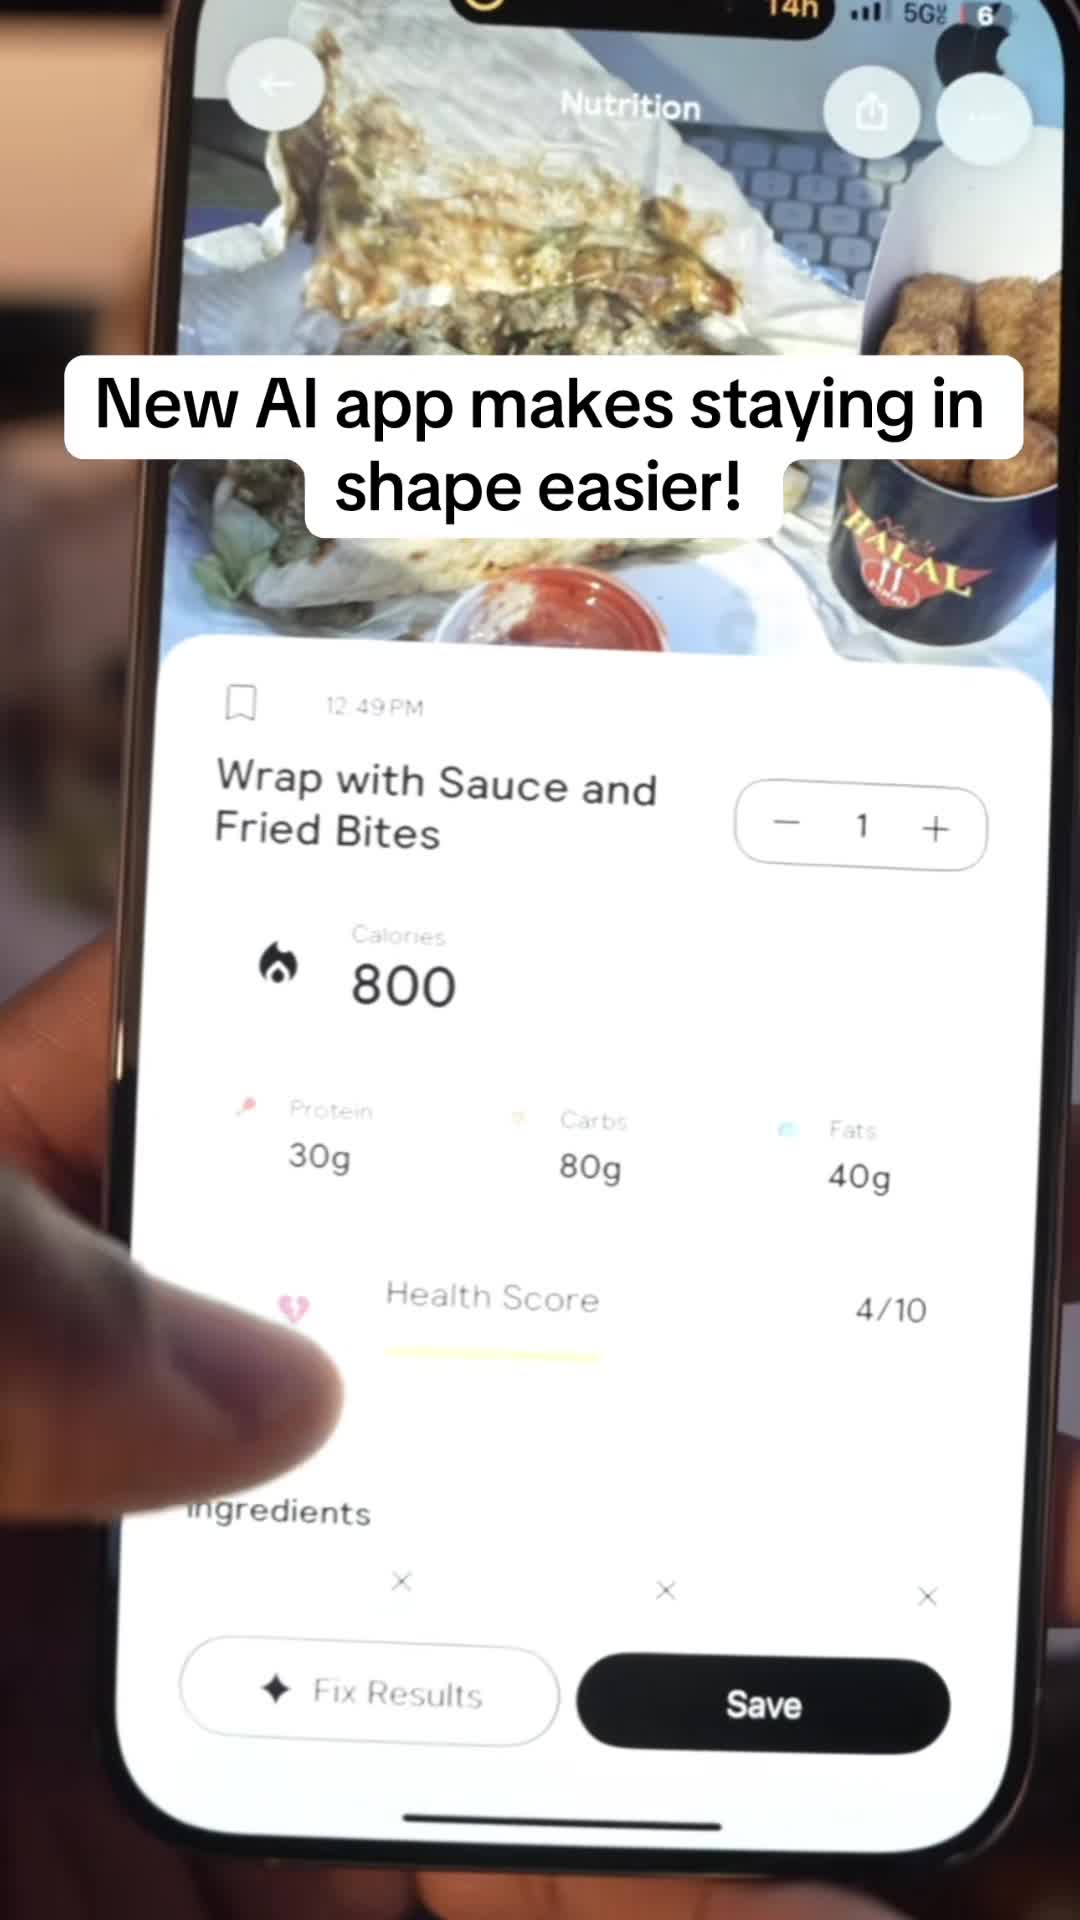 14h 5G 6
Nutrition
New AI app makes staying in
shape easier!
HALAL
FOOD
12:49 PM
Wrap with Sauce and
Fried Bites
− 1 +
Calories
800
Protein
Carbs
Fats
30g
80g
40g
Health Score
4/10
Ingredients
Fix Results
Save